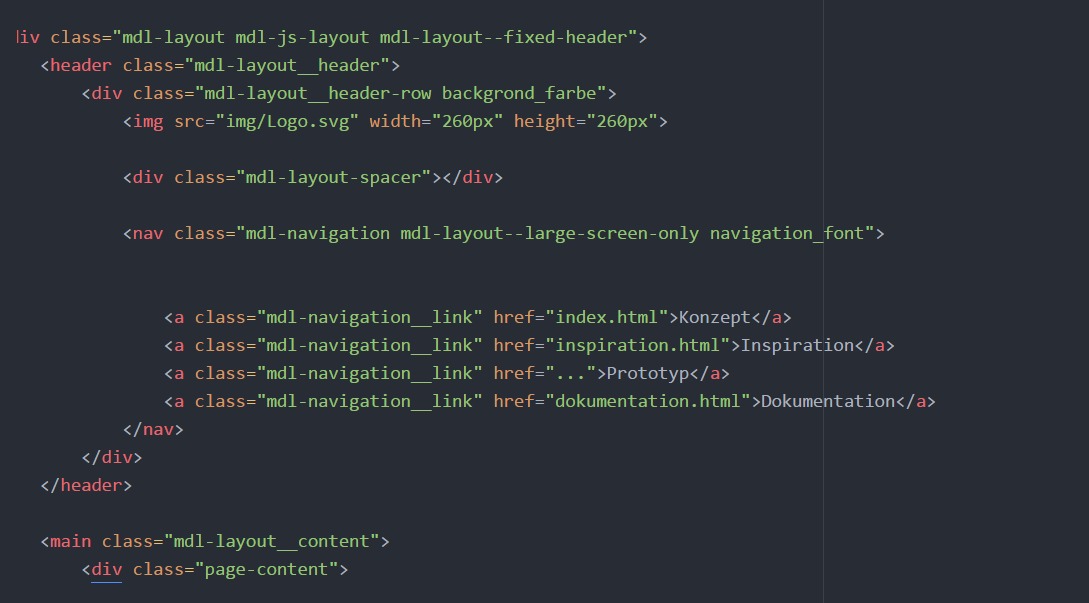 div class="mdl-layout mdl-js-layout mdl-layout--fixed-header">
<header class="mdl-layout__header">
<div class="mdl-layout__header-row backgrond_farbe">
<img src="img/Logo.svg" width="260px" height="260px">
<div class="mdl-layout-spacer"></div>
<nav class="mdl-navigation mdl-layout--large-screen-only navigation_font">
<a class="mdl-navigation__link" href="index.html">Konzept</a>
<a class="mdl-navigation__link" href="inspiration.html">Inspiration</a>
<a class="mdl-navigation__link" href="...">Prototyp</a>
<a class="mdl-navigation__link" href="dokumentation.html">Dokumentation</a>
</nav>
</div>
</header>
<main class="mdl-layout__content">
<div class="page-content">